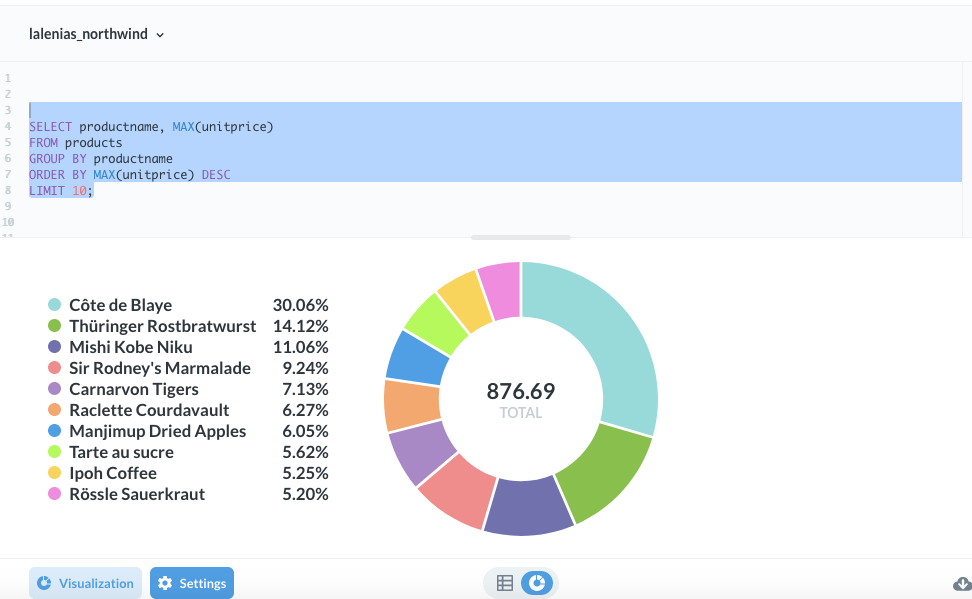 lalenias_northwind
1
2
3
4 SELECT productname, MAX(unitprice)
5 FROM products
6 GROUP BY productname
7 ORDER BY MAX(unitprice) DESC
8 LIMIT 10;
9
10
Côte de Blaye 30.06%
Thüringer Rostbratwurst 14.12%
Mishi Kobe Niku 11.06%
Sir Rodney's Marmalade 9.24%
Carnarvon Tigers 7.13%
Raclette Courdavault 6.27%
Manjimup Dried Apples 6.05%
Tarte au sucre 5.62%
Ipoh Coffee 5.25%
Rössle Sauerkraut 5.20%
876.69
TOTAL
Visualization Settings